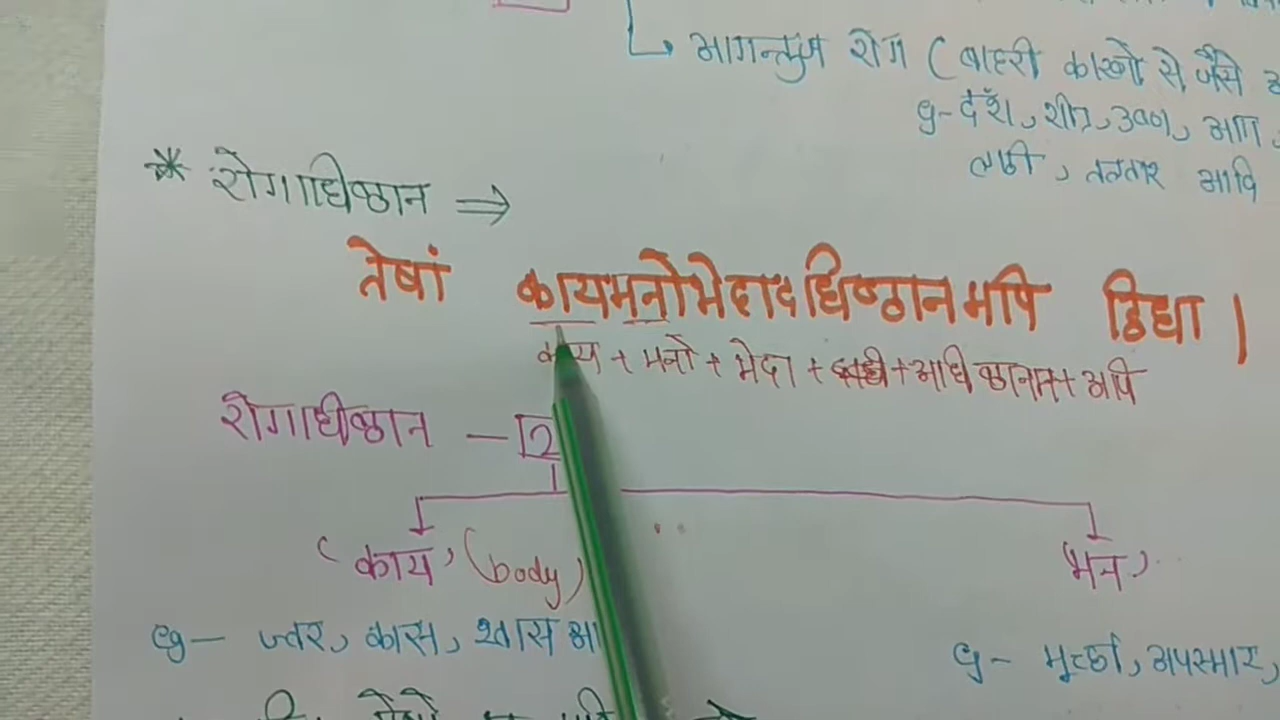 आगन्तुज रोग ( बाहरी कारणों से, जैसे
eg- दंश, शीत, उष्ण, आग,
लाठी, तलवार आदि
* रोगाधिष्ठान ⇒
तेषां कायमनोभेदादधिष्ठानमपि द्विधा।
काय + मनो + भेदा + + अधिष्ठानम + अपि
रोगाधीष्ठान – 2
'काय' (body) 'मन'
eg- ज्वर, कास, श्वास आ eg- मूर्च्छा, अपस्मार,